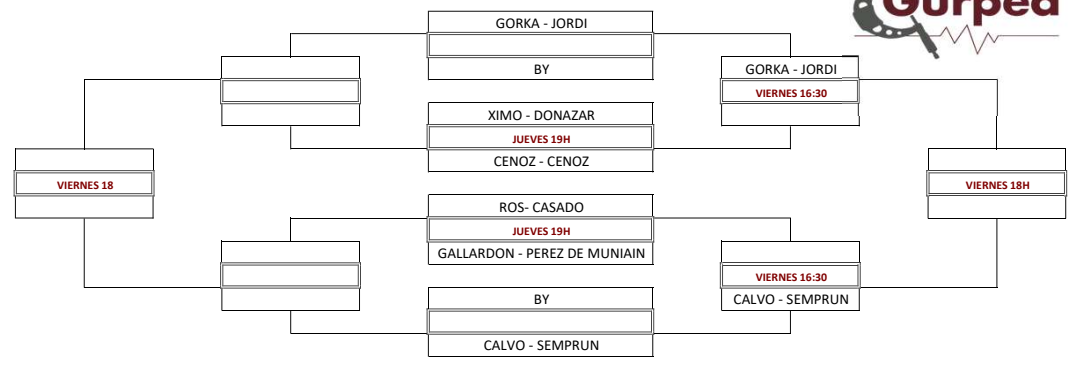 Gurpea
GORKA - JORDI
BY
GORKA - JORDI
VIERNES 16:30
XIMO - DONAZAR
JUEVES 19H
CENOZ - CENOZ
VIERNES 18
VIERNES 18H
ROS- CASADO
JUEVES 19H
GALLARDON - PEREZ DE MUNIAIN
VIERNES 16:30
CALVO - SEMPRUN
BY
CALVO - SEMPRUN